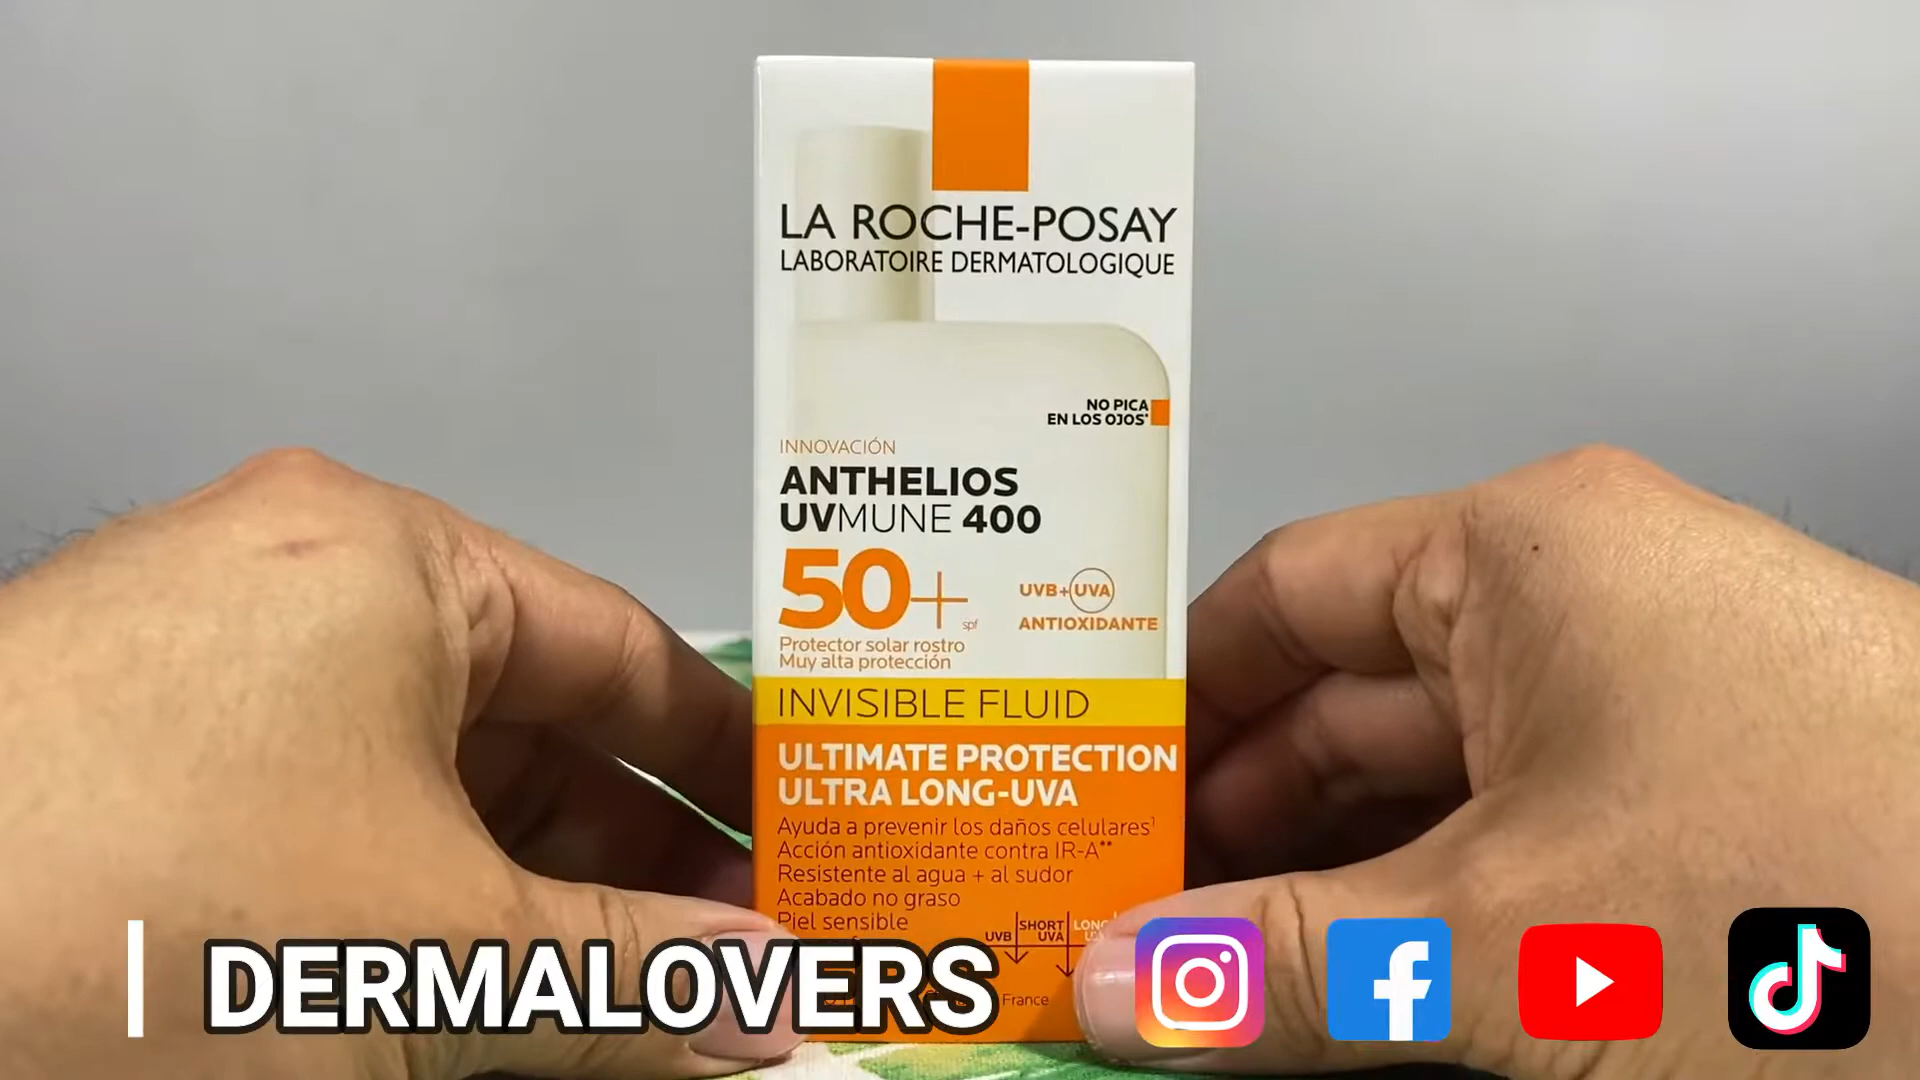 LA ROCHE-POSAY
LABORATOIRE DERMATOLOGIQUE
NO PICA
EN LOS OJOS*
INNOVACIÓN
ANTHELIOS
UVMUNE 400
50+ spf
UVB+UVA
ANTIOXIDANTE
Protector solar rostro
Muy alta protección
INVISIBLE FLUID
ULTIMATE PROTECTION
ULTRA LONG-UVA
Ayuda a prevenir los daños celulares¹
Acción antioxidante contra IR-A**
Resistente al agua + al sudor
Acabado no graso
Piel sensible
UVB
SHORT
UVA
LONG
France
DERMALOVERS